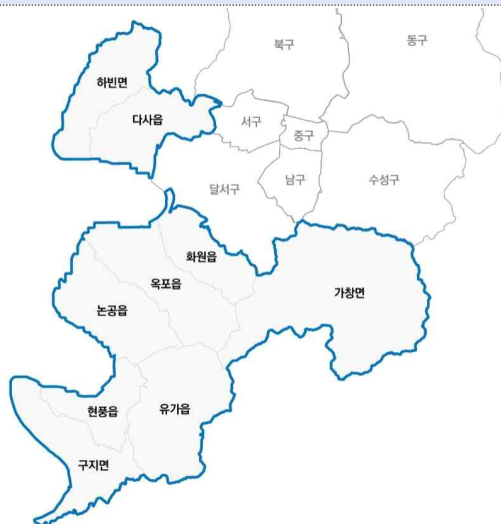 북구
동구
하빈면
다사읍
서구
중구
달서구
남구
수성구
화원읍
옥포읍
가창면
논공읍
현풍읍
유가읍
구지면